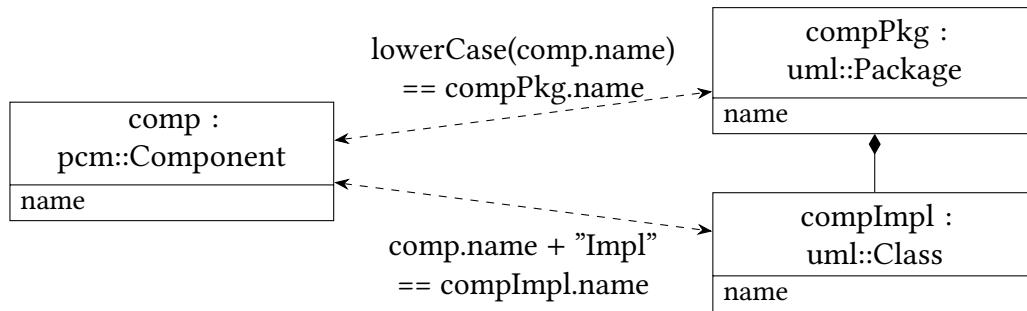 comp :
pcm::Component
name
lowerCase(comp.name)
== compPkg.name
comp.name + ”Impl”
== compImpl.name
compPkg :
uml::Package
name
compImpl :
uml::Class
name